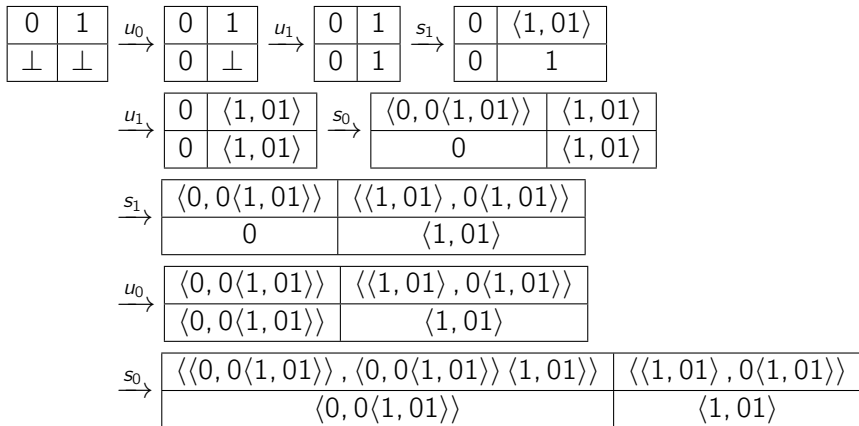 0 1 u₀ 0 1 u₁ 0 1 s₁ 0 ⟨1, 01⟩
⊥ ⊥ → 0 ⊥ → 0 1 → 0 1
u₁ 0 ⟨1, 01⟩ s₀ ⟨0, 0⟨1, 01⟩⟩ ⟨1, 01⟩
→ 0 ⟨1, 01⟩ → 0 ⟨1, 01⟩
s₁ ⟨0, 0⟨1, 01⟩⟩ ⟨⟨1, 01⟩ , 0⟨1, 01⟩⟩
→ 0 ⟨1, 01⟩
u₀ ⟨0, 0⟨1, 01⟩⟩ ⟨⟨1, 01⟩ , 0⟨1, 01⟩⟩
→ ⟨0, 0⟨1, 01⟩⟩ ⟨1, 01⟩
s₀ ⟨⟨0, 0⟨1, 01⟩⟩ , ⟨0, 0⟨1, 01⟩⟩ ⟨1, 01⟩⟩ ⟨⟨1, 01⟩ , 0⟨1, 01⟩⟩
→ ⟨0, 0⟨1, 01⟩⟩ ⟨1, 01⟩